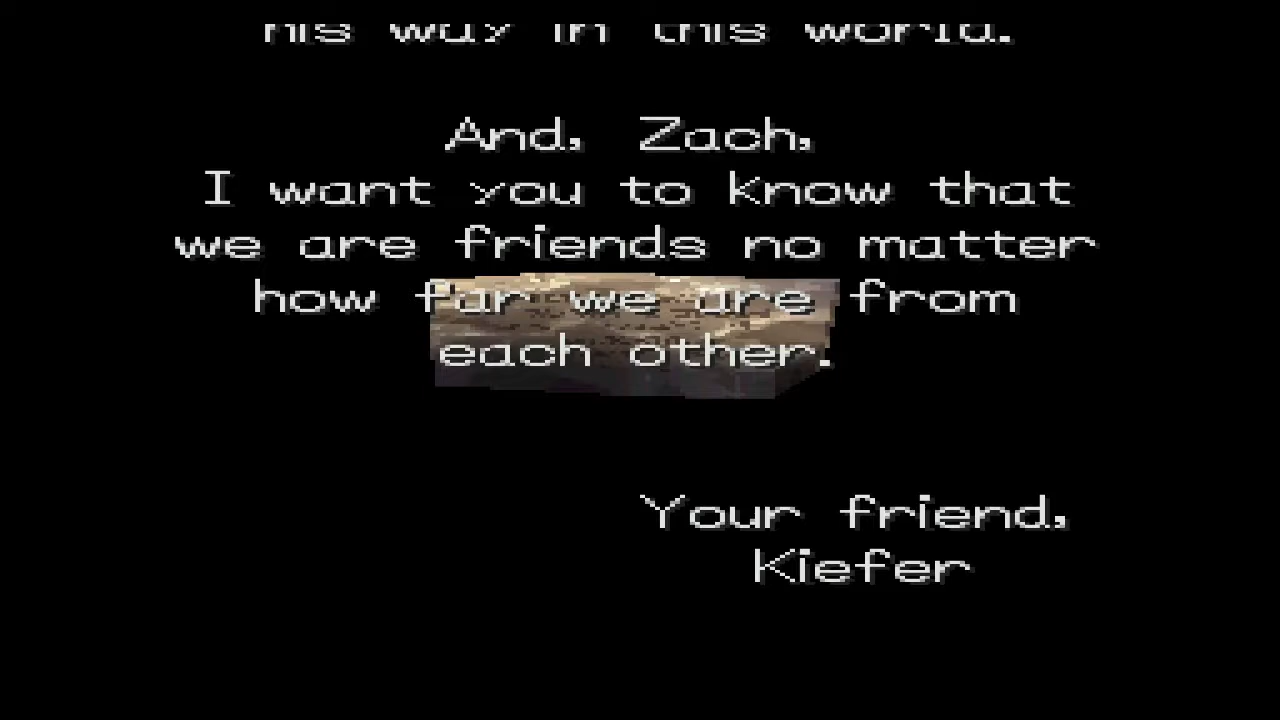 his way in this world.
And, Zach,
I want you to know that
we are friends no matter
how far we are from
each other.
Your friend,
Kiefer